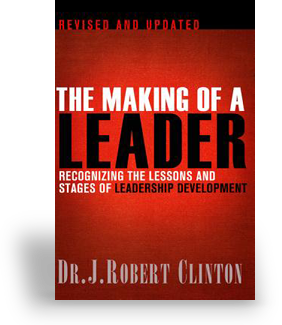 REVISED AND UPDATED
THE MAKING OF A
LEADER
RECOGNIZING THE LESSONS AND
STAGES OF LEADERSHIP DEVELOPMENT
DR. J. ROBERT CLINTON